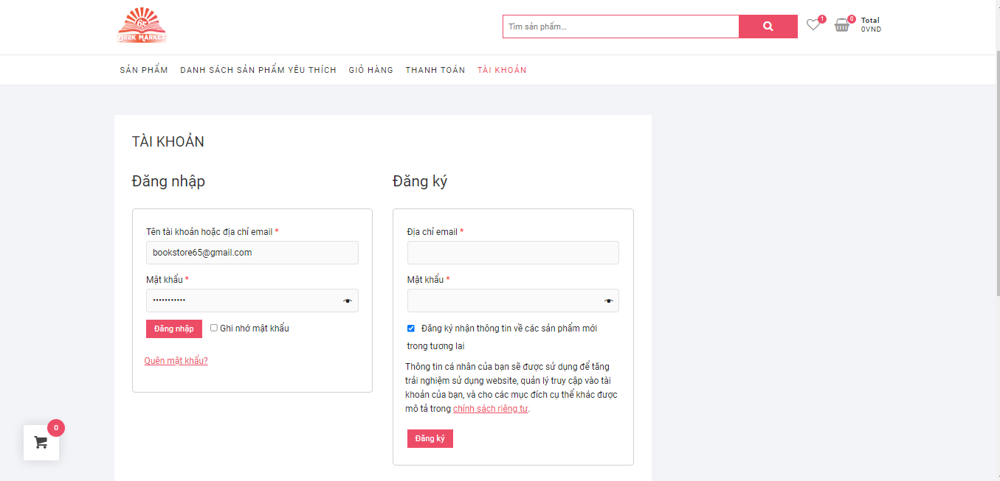 65
BOOK MARKET
Tìm sản phẩm...
1
0
Total
0VND
SẢN PHẨM DANH SÁCH SẢN PHẨM YÊU THÍCH GIỎ HÀNG THANH TOÁN TÀI KHOẢN
TÀI KHOẢN
Đăng nhập
Tên tài khoản hoặc địa chỉ email *
bookstore65@gmail.com
Mật khẩu *
•••••••••••
Đăng nhập Ghi nhớ mật khẩu
Quên mật khẩu?
Đăng ký
Địa chỉ email *
Mật khẩu *
Đăng ký nhận thông tin về các sản phẩm mới
trong tương lai
Thông tin cá nhân của bạn sẽ được sử dụng để tăng
trải nghiệm sử dụng website, quản lý truy cập vào tài
khoản của bạn, và cho các mục đích cụ thể khác được
mô tả trong chính sách riêng tư.
Đăng ký
0